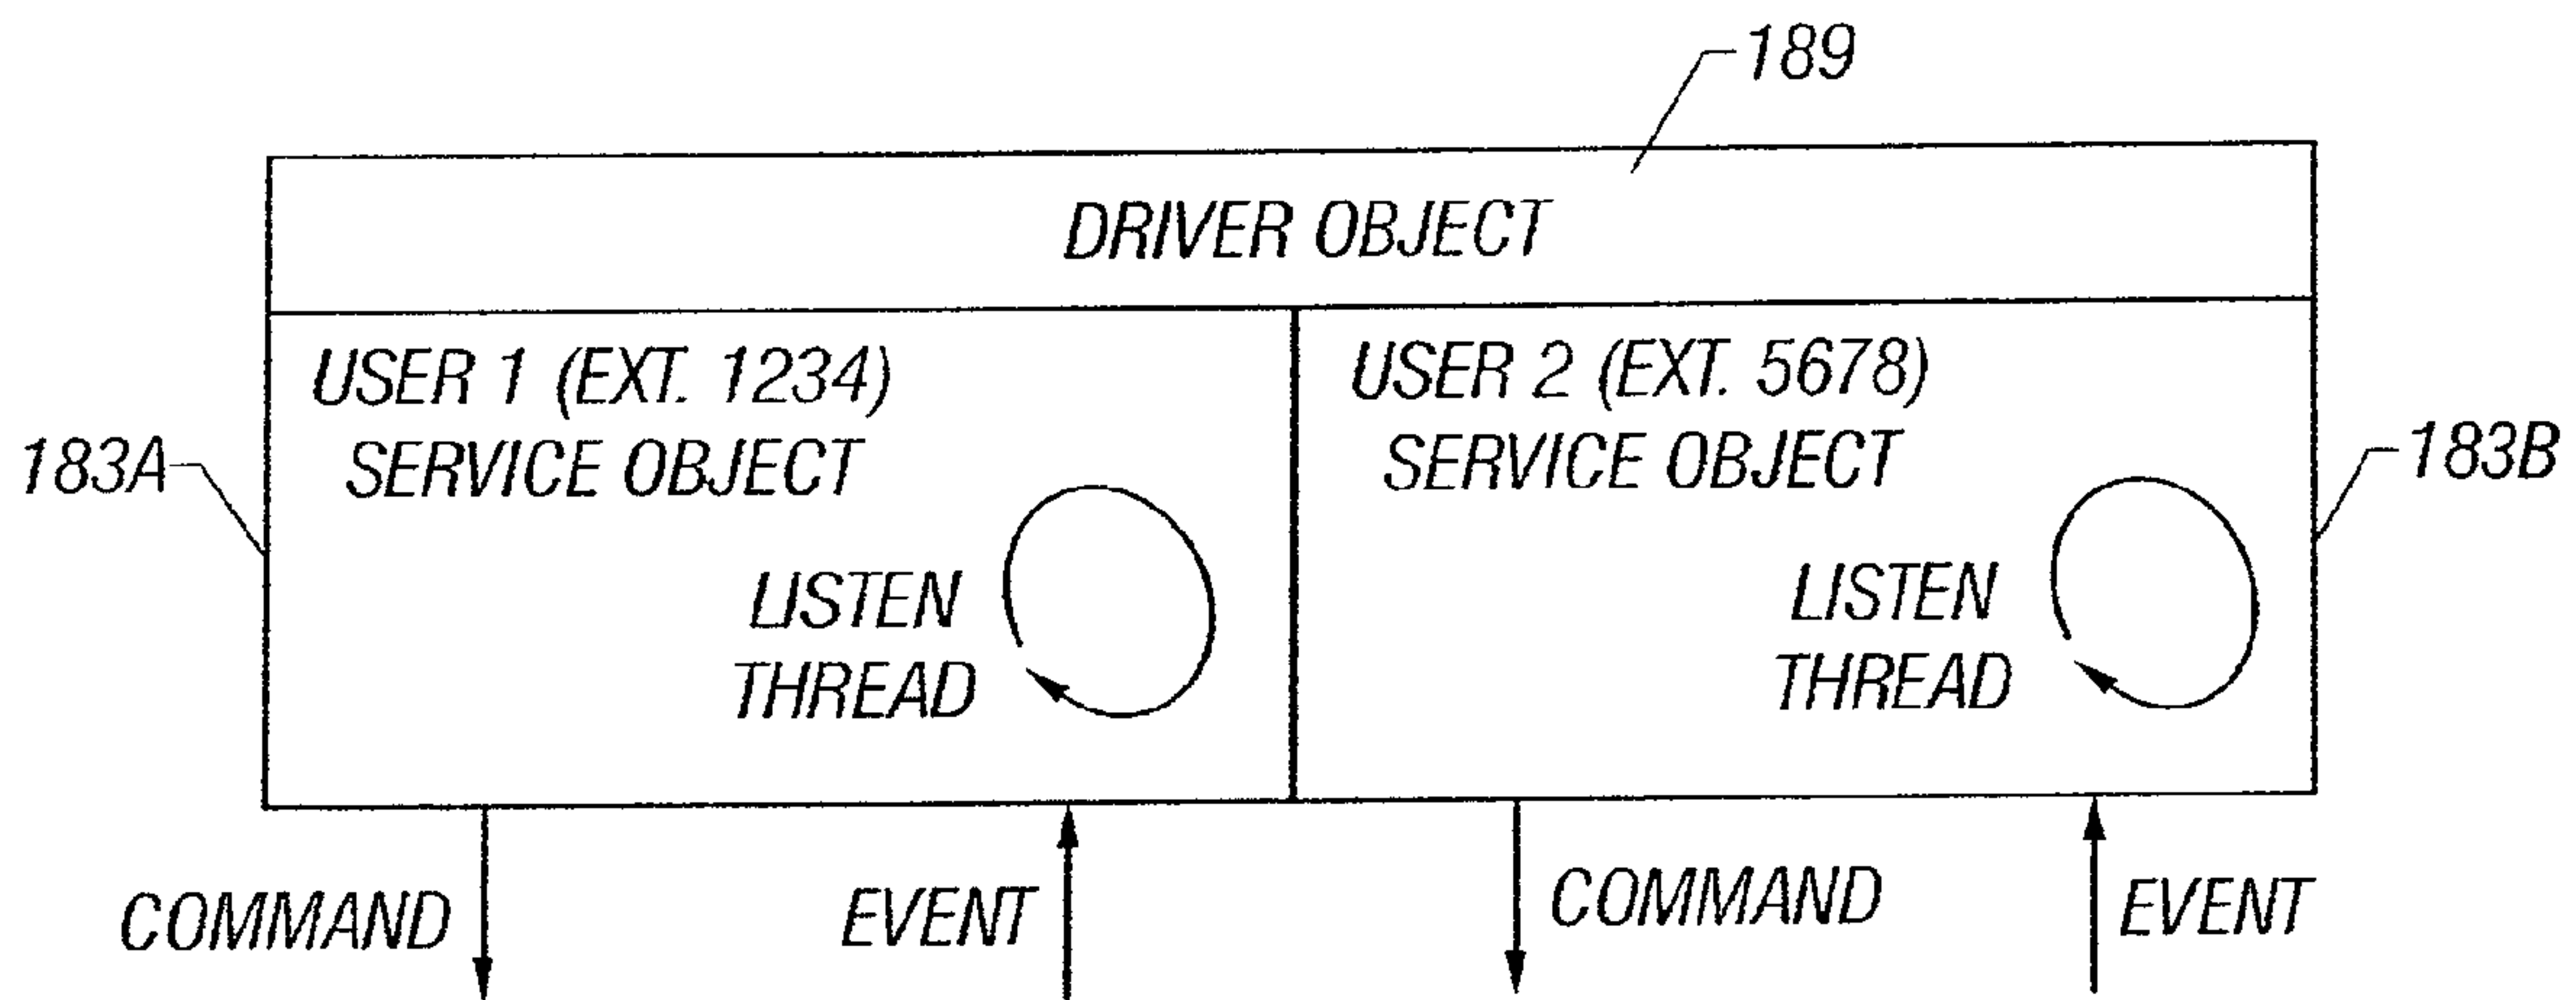 189
DRIVER OBJECT
USER 1 (EXT. 1234)
SERVICE OBJECT
183A
LISTEN
THREAD
USER 2 (EXT. 5678)
SERVICE OBJECT
183B
LISTEN
THREAD
COMMAND
EVENT
COMMAND
EVENT